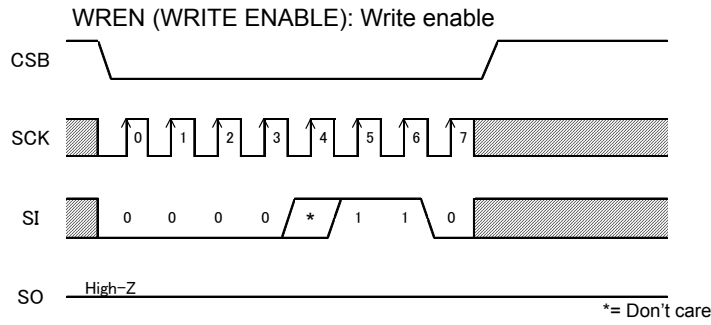 WREN (WRITE ENABLE): Write enable
CSB
SCK 0 1 2 3 4 5 6 7
SI 0 0 0 0 * 1 1 0
SO High-Z
*= Don't care